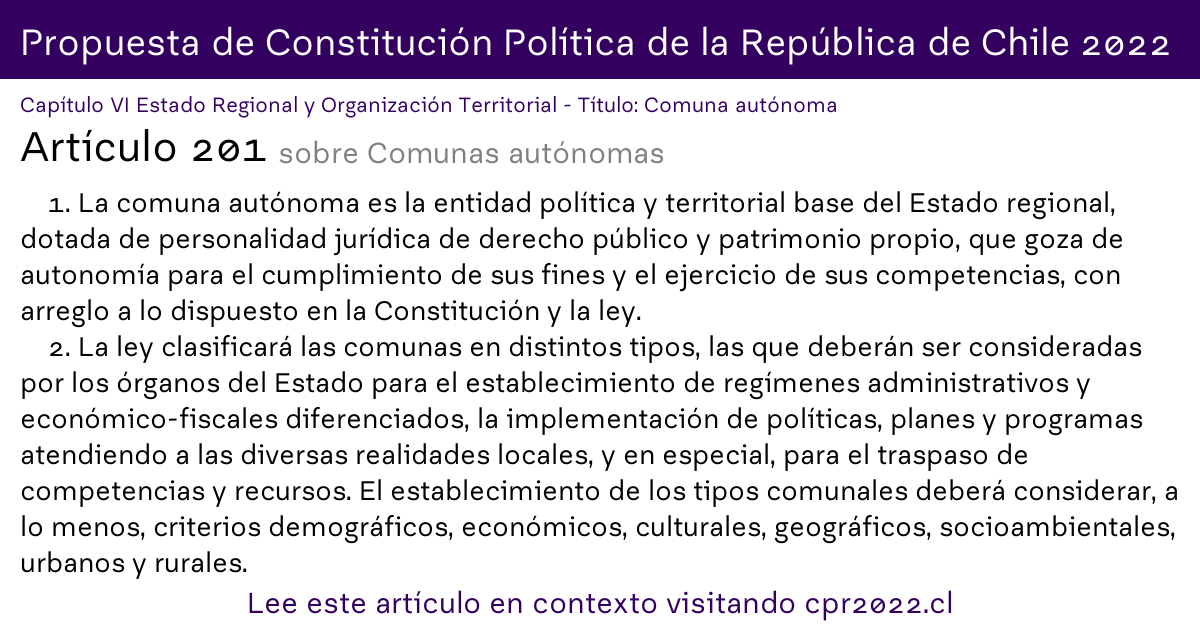 Propuesta de Constitución Política de la República de Chile 2022
Capítulo VI Estado Regional y Organización Territorial - Título: Comuna autónoma
Artículo 201 sobre Comunas autónomas
1. La comuna autónoma es la entidad política y territorial base del Estado regional,
dotada de personalidad jurídica de derecho público y patrimonio propio, que goza de
autonomía para el cumplimiento de sus fines y el ejercicio de sus competencias, con
arreglo a lo dispuesto en la Constitución y la ley.
2. La ley clasificará las comunas en distintos tipos, las que deberán ser consideradas
por los órganos del Estado para el establecimiento de regímenes administrativos y
económico-fiscales diferenciados, la implementación de políticas, planes y programas
atendiendo a las diversas realidades locales, y en especial, para el traspaso de
competencias y recursos. El establecimiento de los tipos comunales deberá considerar, a
lo menos, criterios demográficos, económicos, culturales, geográficos, socioambientales,
urbanos y rurales.
Lee este artículo en contexto visitando cpr2022.cl